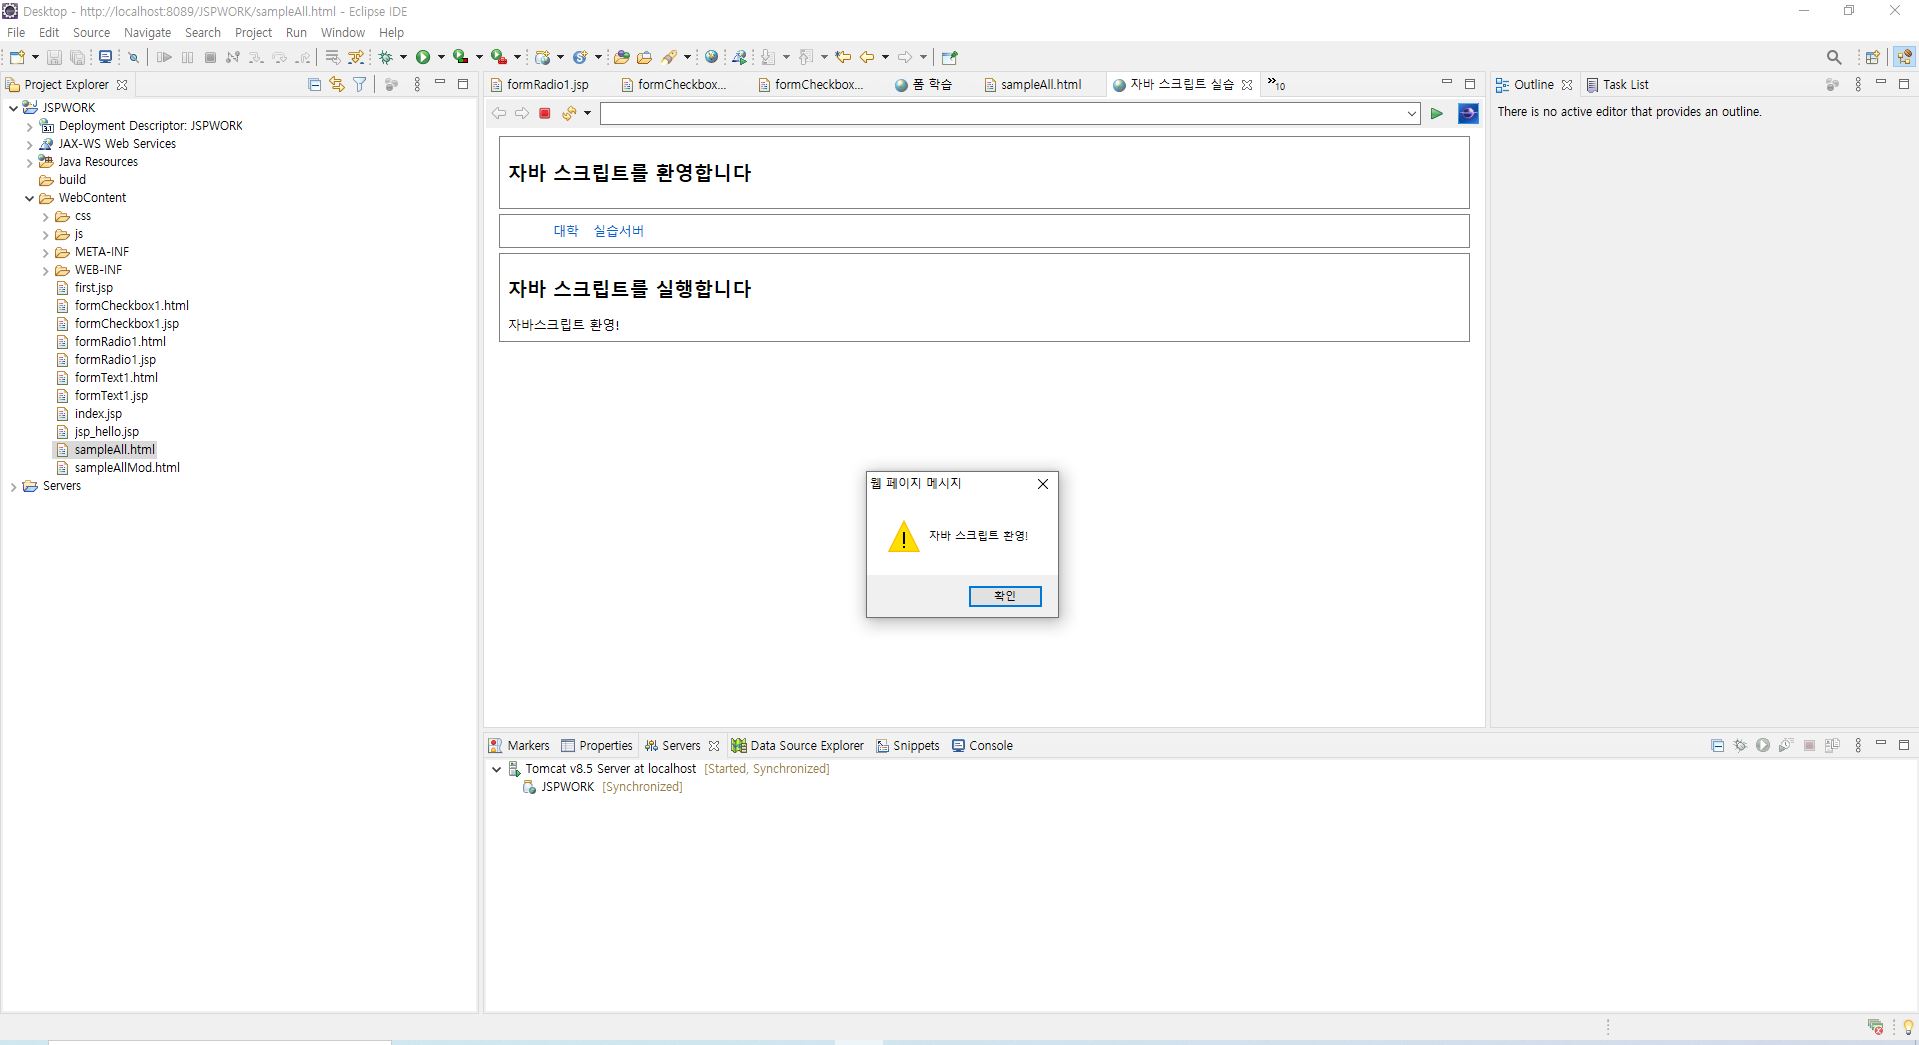 Desktop - http://localhost:8089/JSPWORK/sampleAll.html - Eclipse IDE
File Edit Source Navigate Search Project Run Window Help
Project Explorer
JSPWORK
Deployment Descriptor: JSPWORK
JAX-WS Web Services
Java Resources
build
WebContent
css
js
META-INF
WEB-INF
first.jsp
formCheckbox1.html
formCheckbox1.jsp
formRadio1.html
formRadio1.jsp
formText1.html
formText1.jsp
index.jsp
jsp_hello.jsp
sampleAll.html
sampleAllMod.html
Servers
formRadio1.jsp formCheckbox... formCheckbox... 폼 학습 sampleAll.html 자바 스크립트 실습 »10
자바 스크립트를 환영합니다
대학 실습서버
자바 스크립트를 실행합니다
자바스크립트 환영!
웹 페이지 메시지
자바 스크립트 환영!
확인
Outline Task List
There is no active editor that provides an outline.
Markers Properties Servers Data Source Explorer Snippets Console
Tomcat v8.5 Server at localhost [Started, Synchronized]
JSPWORK [Synchronized]